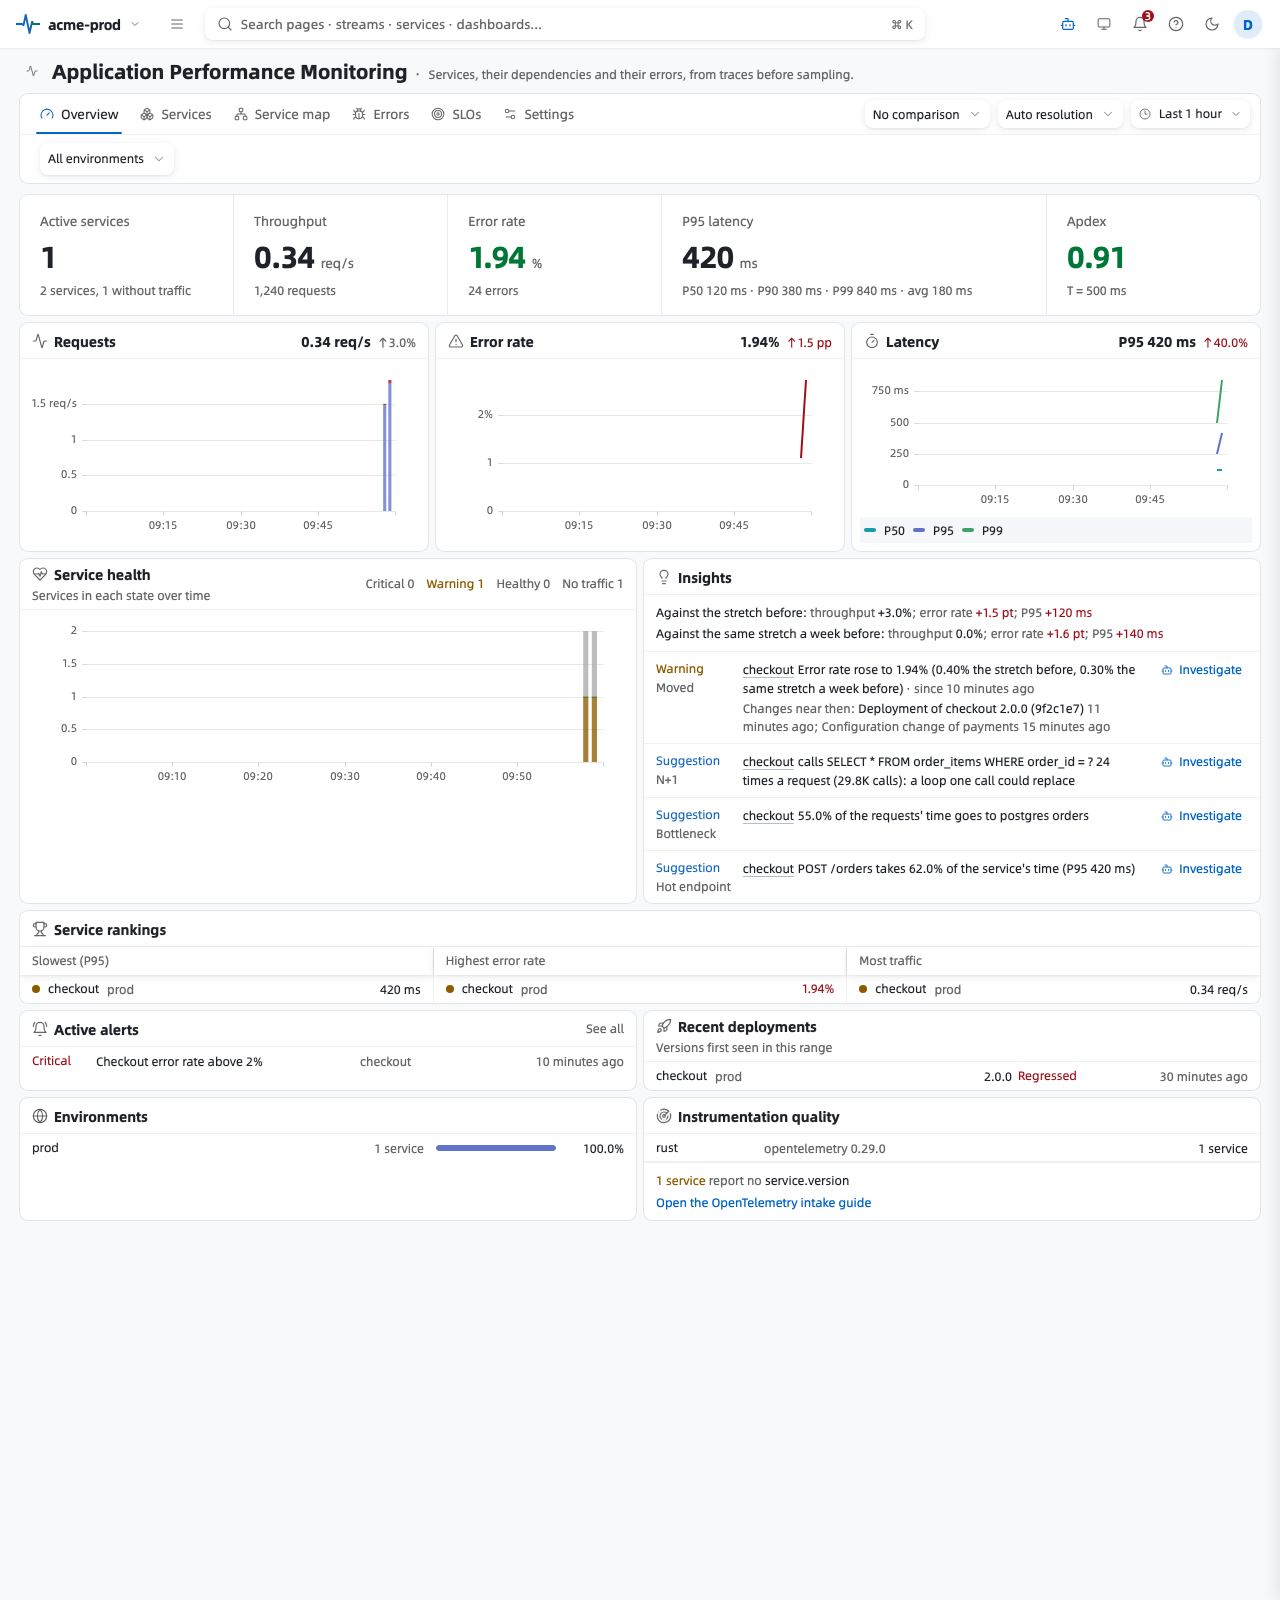 acme-prod
Search pages · streams · services · dashboards...
⌘ K
3
D
Application Performance Monitoring · Services, their dependencies and their errors, from traces before sampling.
Overview
Services
Service map
Errors
SLOs
Settings
No comparison
Auto resolution
Last 1 hour
All environments
Active services
1
2 services, 1 without traffic
Throughput
0.34 req/s
1,240 requests
Error rate
1.94 %
24 errors
P95 latency
420 ms
P50 120 ms · P90 380 ms · P99 840 ms · avg 180 ms
Apdex
0.91
T = 500 ms
Requests
0.34 req/s ↑3.0%
1.5 req/s
1
0.5
0
09:15 09:30 09:45
Error rate
1.94% ↑1.5 pp
2%
1
0
09:15 09:30 09:45
Latency
P95 420 ms ↑40.0%
750 ms
500
250
0
09:15 09:30 09:45
P50 P95 P99
Service health
Services in each state over time
Critical 0 Warning 1 Healthy 0 No traffic 1
2
1.5
1
0.5
0
09:10 09:20 09:30 09:40 09:50
Insights
Against the stretch before: throughput +3.0%; error rate +1.5 pt; P95 +120 ms
Against the same stretch a week before: throughput 0.0%; error rate +1.6 pt; P95 +140 ms
Warning
Moved
checkout Error rate rose to 1.94% (0.40% the stretch before, 0.30% the
same stretch a week before) · since 10 minutes ago
Changes near then: Deployment of checkout 2.0.0 (9f2c1e7) 11
minutes ago; Configuration change of payments 15 minutes ago
Investigate
Suggestion
N+1
checkout calls SELECT * FROM order_items WHERE order_id = ? 24
times a request (29.8K calls): a loop one call could replace
Investigate
Suggestion
Bottleneck
checkout 55.0% of the requests' time goes to postgres orders
Investigate
Suggestion
Hot endpoint
checkout POST /orders takes 62.0% of the service's time (P95 420 ms)
Investigate
Service rankings
Slowest (P95)
checkout prod 420 ms
Highest error rate
checkout prod 1.94%
Most traffic
checkout prod 0.34 req/s
Active alerts
See all
Critical Checkout error rate above 2% checkout 10 minutes ago
Recent deployments
Versions first seen in this range
checkout prod 2.0.0 Regressed 30 minutes ago
Environments
prod 1 service 100.0%
Instrumentation quality
rust opentelemetry 0.29.0 1 service
1 service report no service.version
Open the OpenTelemetry intake guide